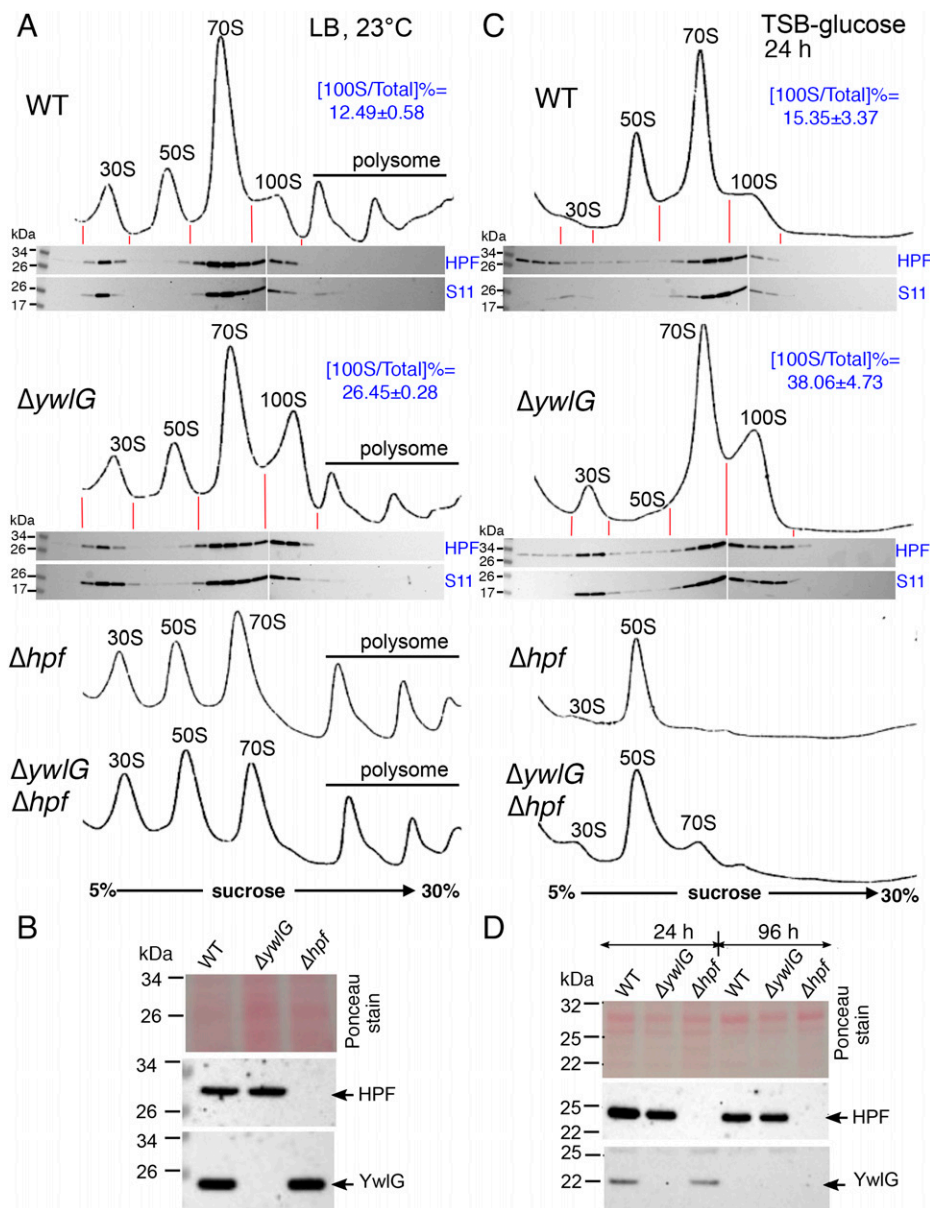 A
LB, 23°C
WT
[100S/Total]%=
12.49±0.58
30S
50S
70S
100S
polysome
kDa
34
26
HPF
26
17
S11
ΔywlG
[100S/Total]%=
26.45±0.28
30S
50S
70S
100S
polysome
kDa
34
26
HPF
26
17
S11
Δhpf
30S
50S
70S
polysome
ΔywlG
Δhpf
30S
50S
70S
polysome
5%
sucrose
30%
C
TSB-glucose
24 h
WT
[100S/Total]%=
15.35±3.37
30S
50S
70S
100S
kDa
34
26
HPF
26
17
S11
ΔywlG
[100S/Total]%=
38.06±4.73
30S
50S
70S
100S
kDa
34
26
HPF
26
17
S11
Δhpf
30S
50S
ΔywlG
Δhpf
30S
50S
70S
5%
sucrose
30%
B
kDa
WT
ΔywlG
Δhpf
34
26
Ponceau
stain
34
26
HPF
34
26
YwlG
D
24 h
96 h
kDa
WT
ΔywlG
Δhpf
WT
ΔywlG
Δhpf
32
25
22
Ponceau
stain
25
22
HPF
25
22
YwlG